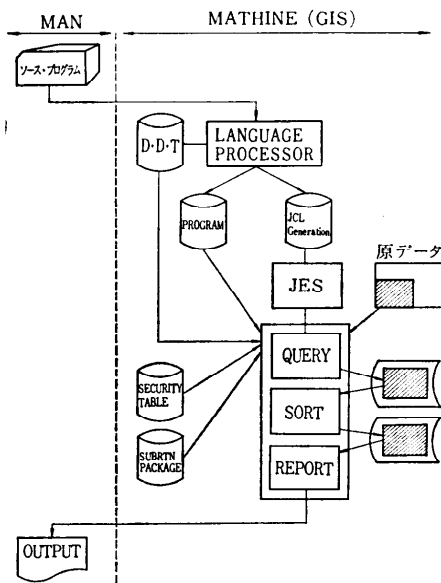 MAN
MATHINE (GIS)
ソース・プログラム
D・D・T
LANGUAGE
PROCESSOR
PROGRAM
JCL
Generation
原データ
JES
QUERY
SECURITY
TABLE
SORT
SUBRTN
PACKAGE
REPORT
OUTPUT